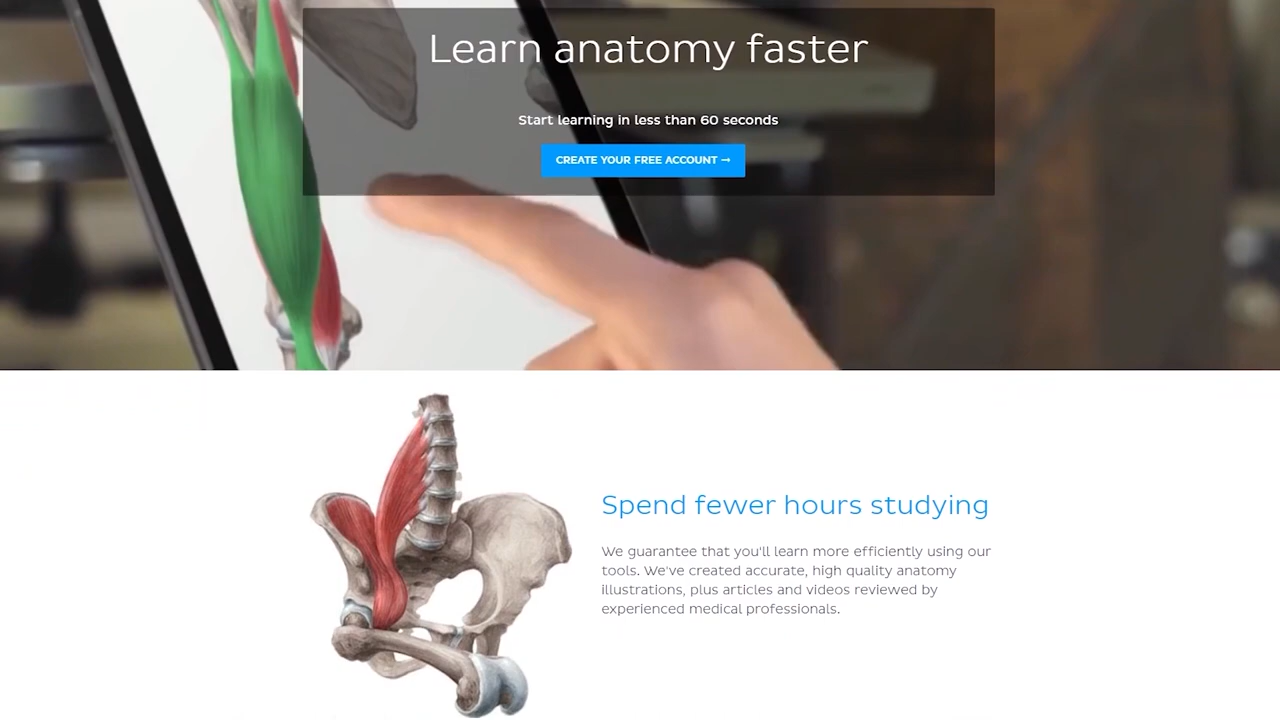 Learn anatomy faster
Start learning in less than 60 seconds
CREATE YOUR FREE ACCOUNT →
Spend fewer hours studying
We guarantee that you'll learn more efficiently using our
tools. We've created accurate, high quality anatomy
illustrations, plus articles and videos reviewed by
experienced medical professionals.